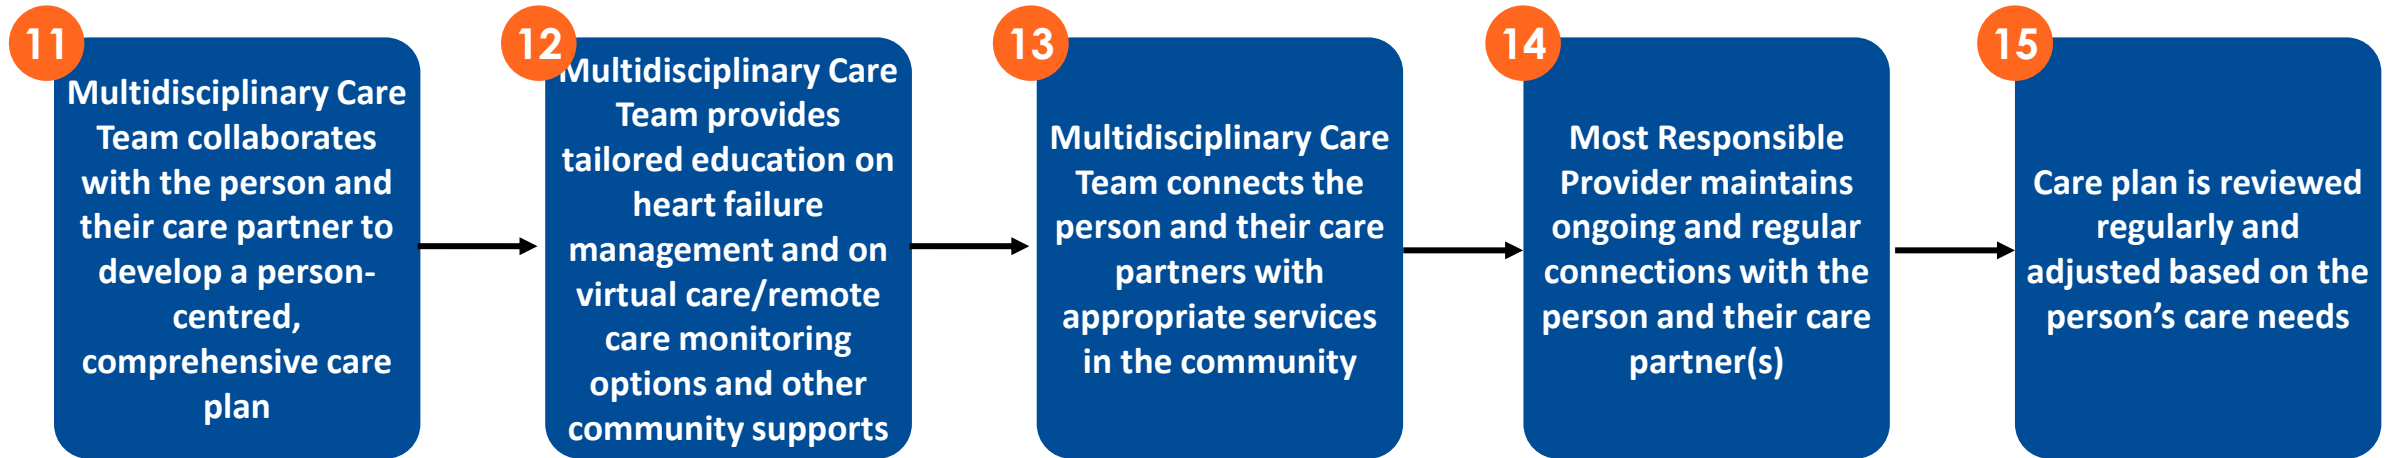 11
Multidisciplinary Care
Team collaborates
with the person and
their care partner to
develop a person-
centred,
comprehensive care
plan
12
Multidisciplinary Care
Team provides
tailored education on
heart failure
management and on
virtual care/remote
care monitoring
options and other
community supports
13
Multidisciplinary Care
Team connects the
person and their care
partners with
appropriate services
in the community
14
Most Responsible
Provider maintains
ongoing and regular
connections with the
person and their care
partner(s)
15
Care plan is reviewed
regularly and
adjusted based on the
person’s care needs